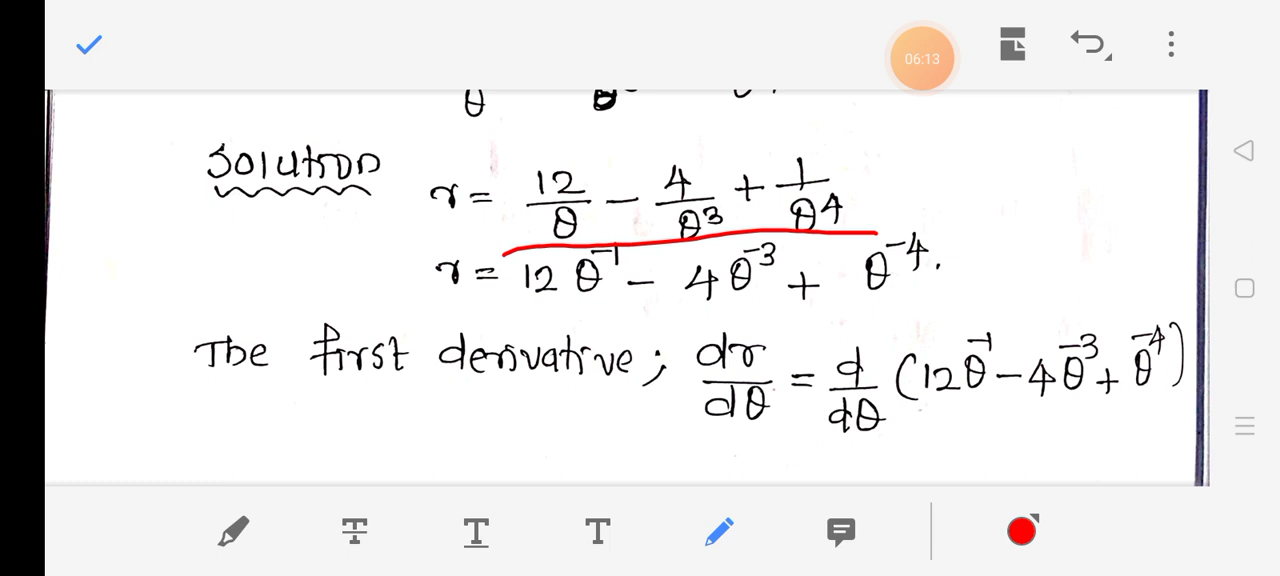 06:13
θ
Solution
r = 12/θ − 4/θ³ + 1/θ⁴
r = 12θ⁻¹ − 4θ⁻³ + θ⁻⁴.
The first derivative; dr/dθ = d/dθ (12θ⁻¹ − 4θ⁻³ + θ⁻⁴)
T T T